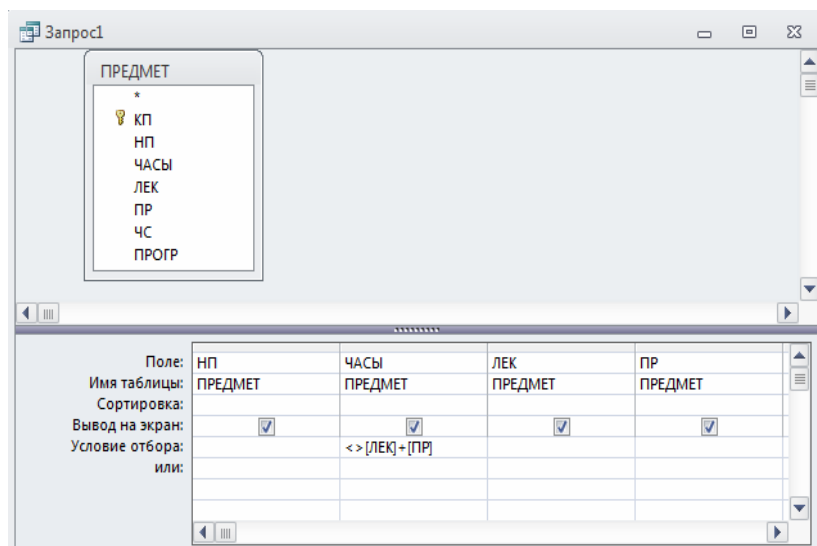 Запрос1
ПРЕДМЕТ
*
КП
НП
ЧАСЫ
ЛЕК
ПР
ЧС
ПРОГР
Поле: НП ЧАСЫ ЛЕК ПР
Имя таблицы: ПРЕДМЕТ ПРЕДМЕТ ПРЕДМЕТ ПРЕДМЕТ
Сортировка:
Вывод на экран:
Условие отбора: <>[ЛЕК]+[ПР]
или: